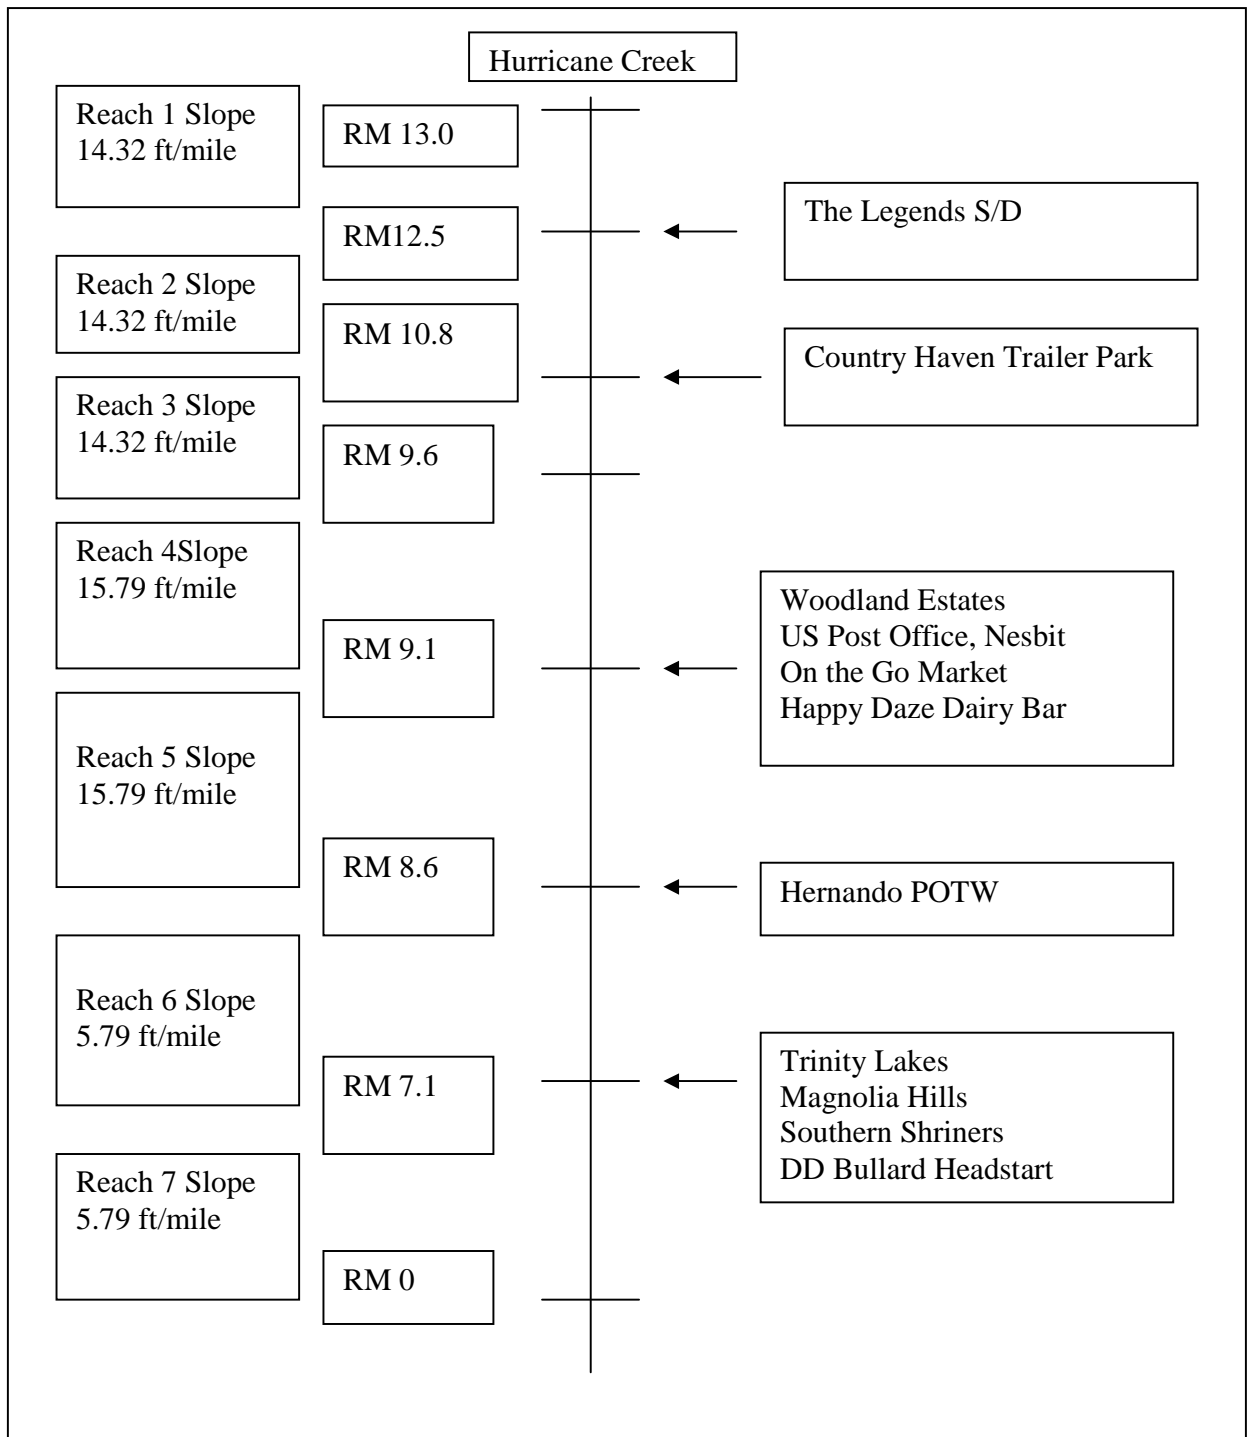 Hurricane Creek
Reach 1 Slope
14.32 ft/mile
RM 13.0
RM12.5
The Legends S/D
Reach 2 Slope
14.32 ft/mile
RM 10.8
Country Haven Trailer Park
Reach 3 Slope
14.32 ft/mile
RM 9.6
Reach 4Slope
15.79 ft/mile
RM 9.1
Woodland Estates
US Post Office, Nesbit
On the Go Market
Happy Daze Dairy Bar
Reach 5 Slope
15.79 ft/mile
RM 8.6
Hernando POTW
Reach 6 Slope
5.79 ft/mile
RM 7.1
Trinity Lakes
Magnolia Hills
Southern Shriners
DD Bullard Headstart
Reach 7 Slope
5.79 ft/mile
RM 0